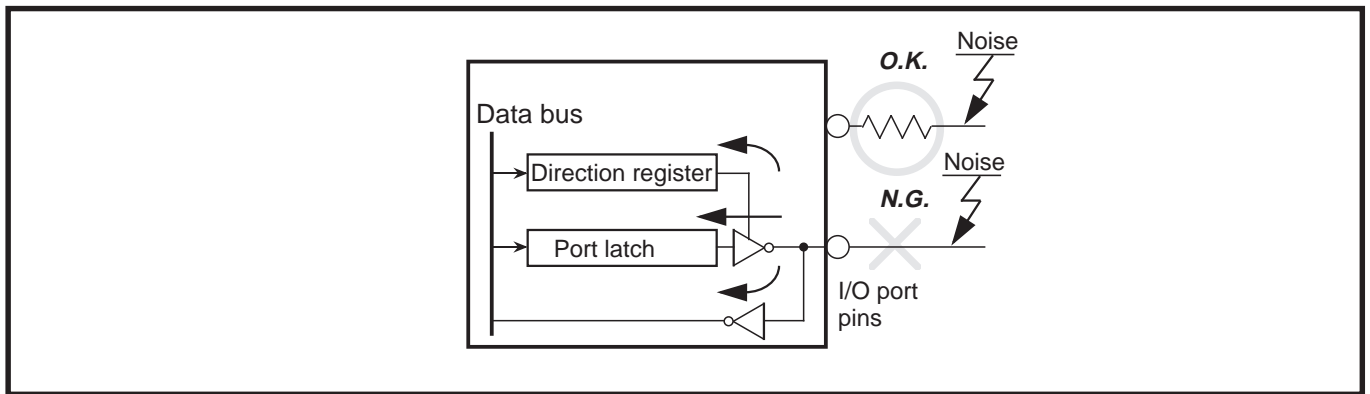 Noise
O.K.
Data bus
Noise
Direction register
N.G.
Port latch
I/O port
pins